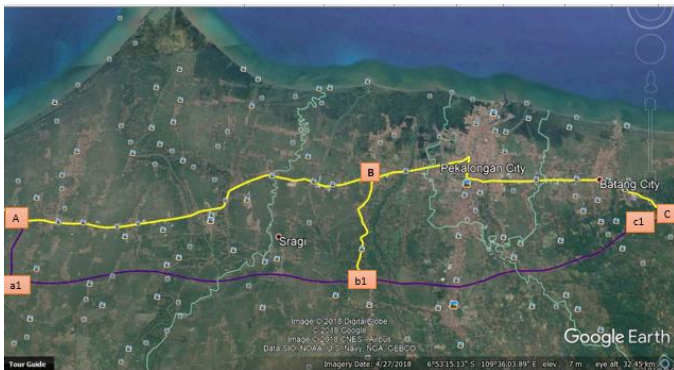 B
Pekalongan City
Batang City
A
C
c1
Sragi
a1
b1
Image © 2018 DigitalGlobe
© 2018 Google
Image © 2018 CNES / Airbus
Data SIO, NOAA, U.S. Navy, NGA, GEBCO
Google Earth
Tour Guide
Imagery Date: 4/27/2018 6°53'15.13" S 109°36'03.89" E elev 7 m eye alt 32.45 km